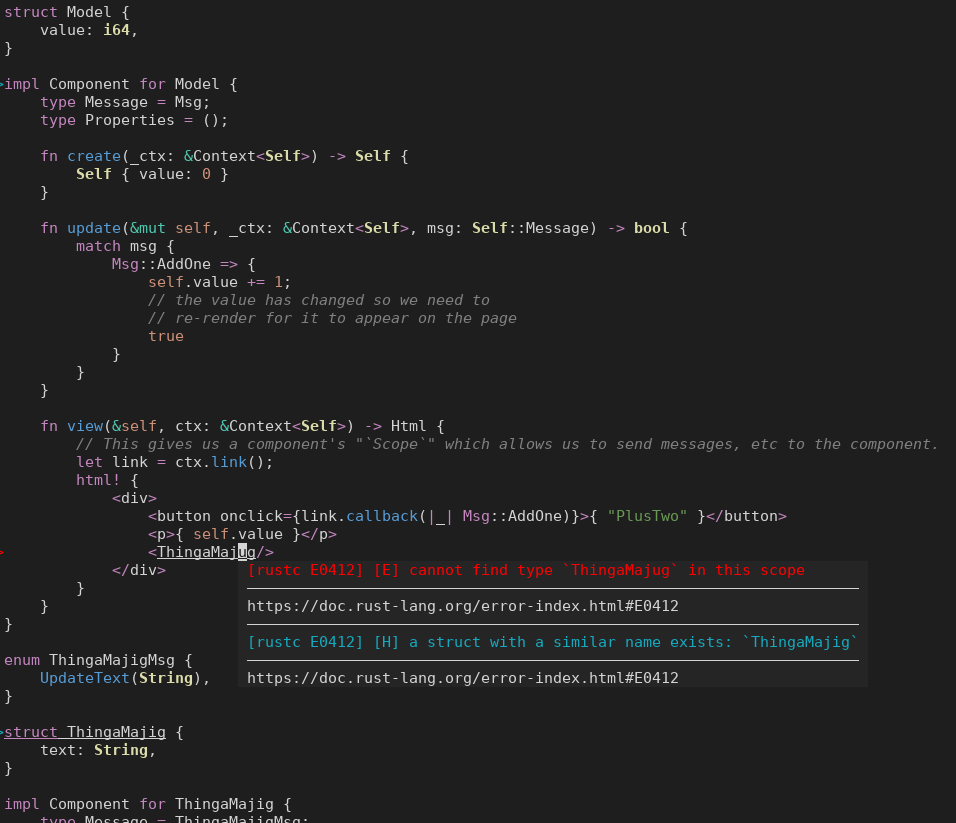 struct Model {
    value: i64,
}

>impl Component for Model {
    type Message = Msg;
    type Properties = ();

    fn create(_ctx: &Context<Self>) -> Self {
        Self { value: 0 }
    }

    fn update(&mut self, _ctx: &Context<Self>, msg: Self::Message) -> bool {
        match msg {
            Msg::AddOne => {
                self.value += 1;
                // the value has changed so we need to
                // re-render for it to appear on the page
                true
            }
        }
    }

    fn view(&self, ctx: &Context<Self>) -> Html {
        // This gives us a component's "`Scope`" which allows us to send messages, etc to the component.
        let link = ctx.link();
        html! {
            <div>
                <button onclick={link.callback(|_| Msg::AddOne)}>{ "PlusTwo" }</button>
                <p>{ self.value }</p>
>                <ThingaMajug/>
            </div>
[rustc E0412] [E] cannot find type `ThingaMajug` in this scope
        }
    }
https://doc.rust-lang.org/error-index.html#E0412
}
[rustc E0412] [H] a struct with a similar name exists: `ThingaMajig`
enum ThingaMajigMsg {
    UpdateText(String),
https://doc.rust-lang.org/error-index.html#E0412
}

>struct ThingaMajig {
    text: String,
}

impl Component for ThingaMajig {
    type Message = ThingaMajigMsg;